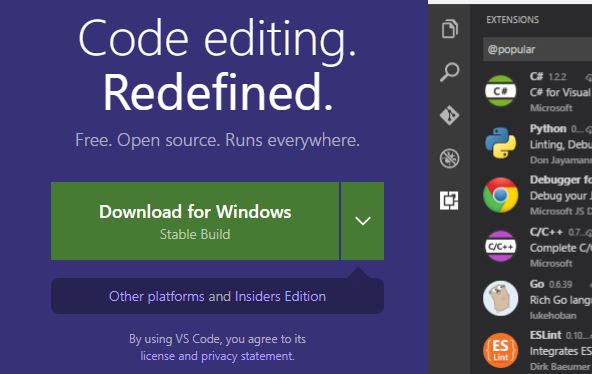 Code editing.
Redefined.
Free. Open source. Runs everywhere.
Download for Windows
Stable Build
Other platforms and Insiders Edition
By using VS Code, you agree to its
license and privacy statement.
EXTENSIONS
@popular
C# 1.2.2
C#
C# for Visual
Microsoft
Python 0...
Linting, Debu
Don Jayamann
Debugger fo
Debug your J
Microsoft JS D
C/C++ 0.7...
C/C++
Complete C/
Microsoft
Go 0.6.39
Rich Go lang
lukehoban
ESLint 0.10...
ES
Lint
Integrates ES
Dirk Baeumer